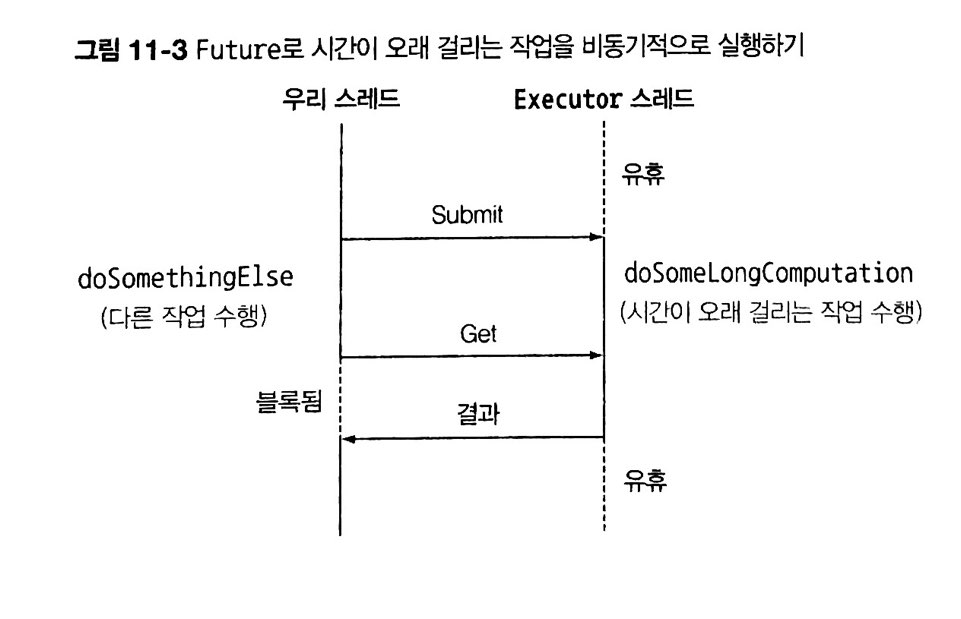 그림 11-3 Future로 시간이 오래 걸리는 작업을 비동기적으로 실행하기
우리 스레드
Executor 스레드
유휴
Submit
doSomethingElse
(다른 작업 수행)
doSomeLongComputation
(시간이 오래 걸리는 작업 수행)
Get
블록됨
결과
유휴